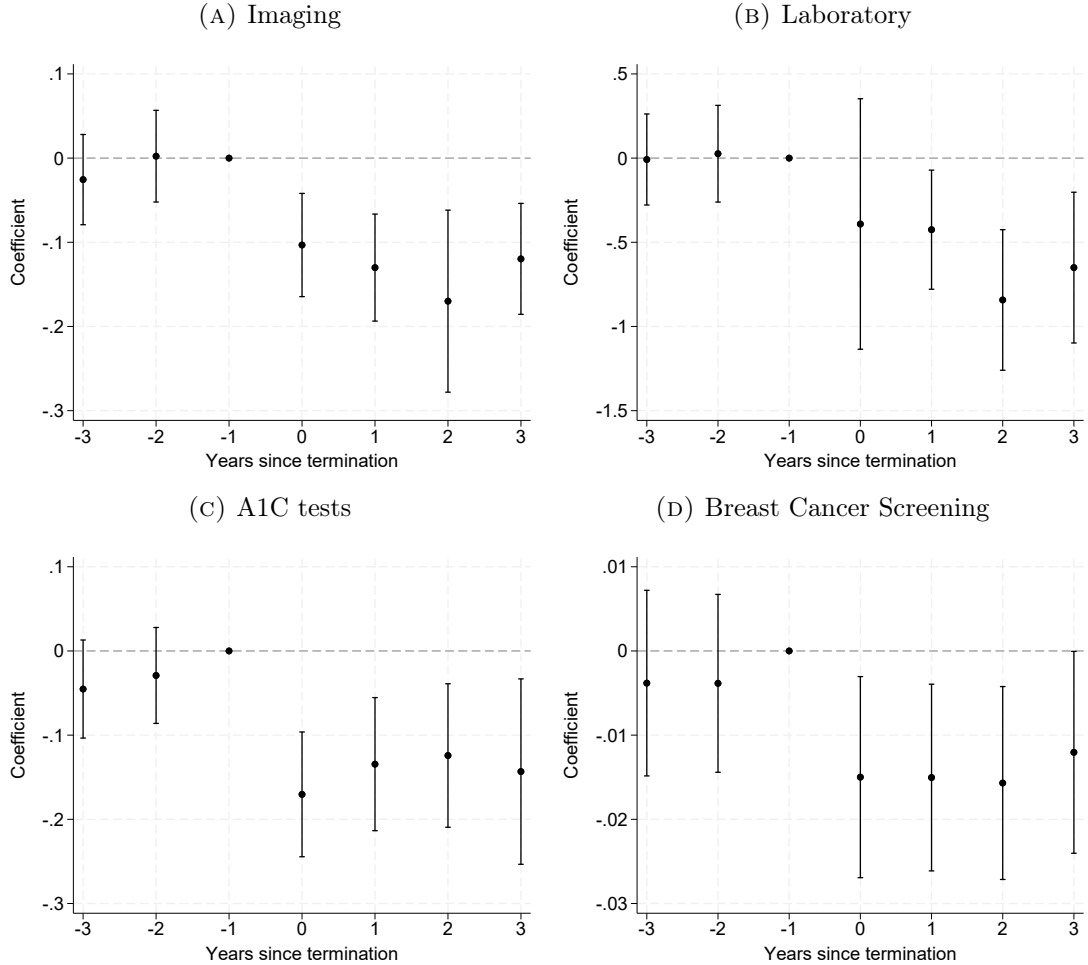 (A) Imaging
(B) Laboratory
.1
0
-.1
-.2
-.3
Coefficient
-3 -2 -1 0 1 2 3
Years since termination
.5
0
-.5
-1
-1.5
Coefficient
-3 -2 -1 0 1 2 3
Years since termination
(C) A1C tests
(D) Breast Cancer Screening
.1
0
-.1
-.2
-.3
Coefficient
-3 -2 -1 0 1 2 3
Years since termination
.01
0
-.01
-.02
-.03
Coefficient
-3 -2 -1 0 1 2 3
Years since termination